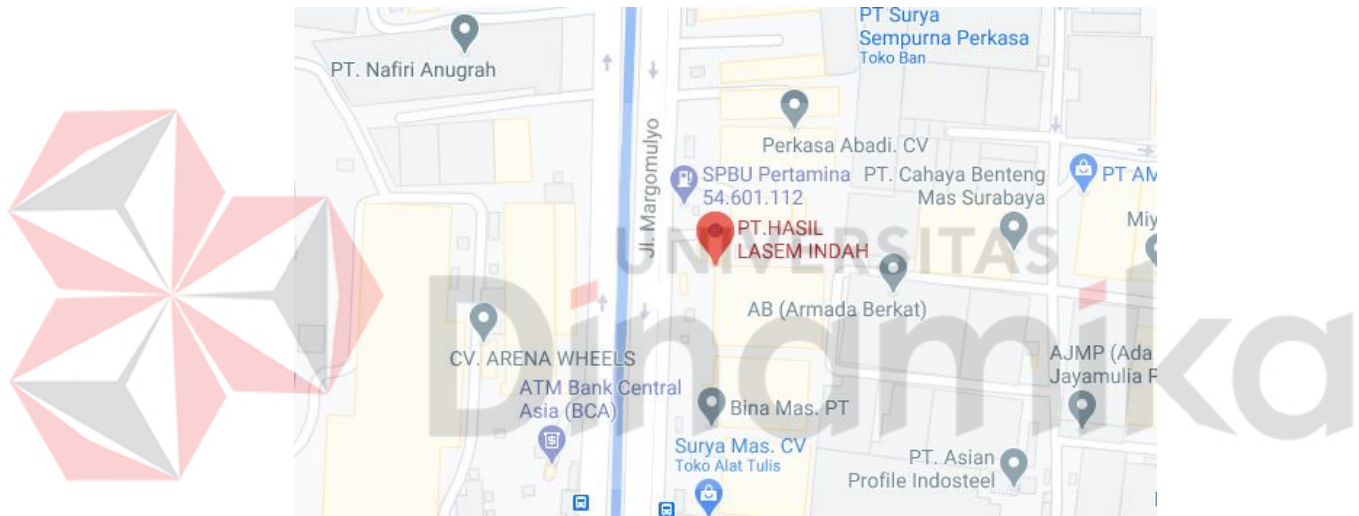 PT Surya
Sempurna Perkasa
Toko Ban
PT. Nafiri Anugrah
Perkasa Abadi. CV
Jl. Margomulyo
SPBU Pertamina
54.601.112
PT. Cahaya Benteng
Mas Surabaya
PT AM
Miy
PT.HASIL
LASEM INDAH
UNIVERSITAS
Dinamika
AB (Armada Berkat)
CV. ARENA WHEELS
AJMP (Ada
Jayamulia P
ATM Bank Central
Asia (BCA)
Bina Mas. PT
Surya Mas. CV
Toko Alat Tulis
PT. Asian
Profile Indosteel